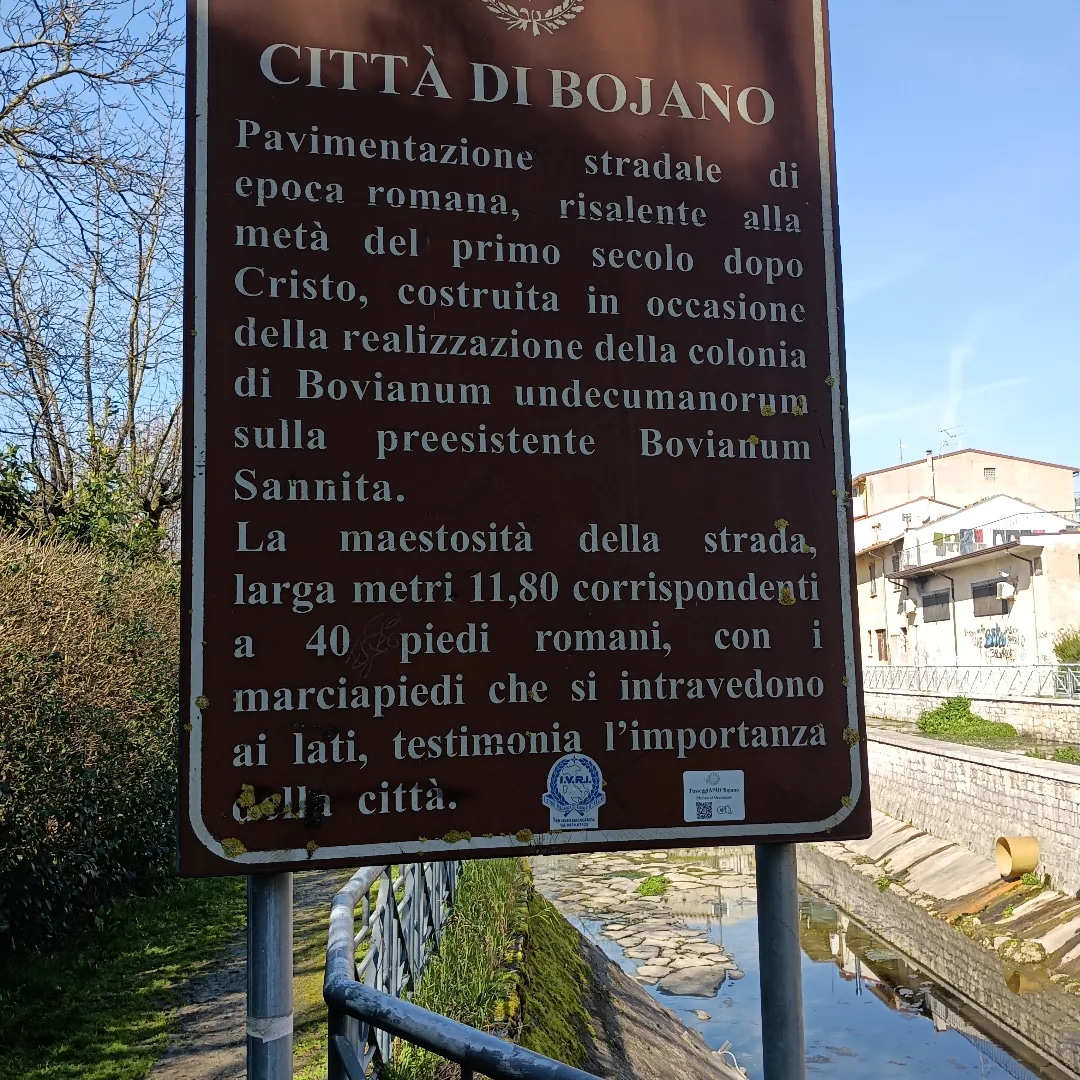 CITTÀ DI BOJANO
Pavimentazione stradale di
epoca romana, risalente alla
metà del primo secolo dopo
Cristo, costruita in occasione
della realizzazione della colonia
di Bovianum undecumanorum
sulla preesistente Bovianum
Sannita.
La maestosità della strada,
larga metri 11,80 corrispondenti
a 40 piedi romani, con i
marciapiedi che si intravedono
ai lati, testimonia l'importanza
della città.
I.V.R.I.
PasseggiAMO Bojano